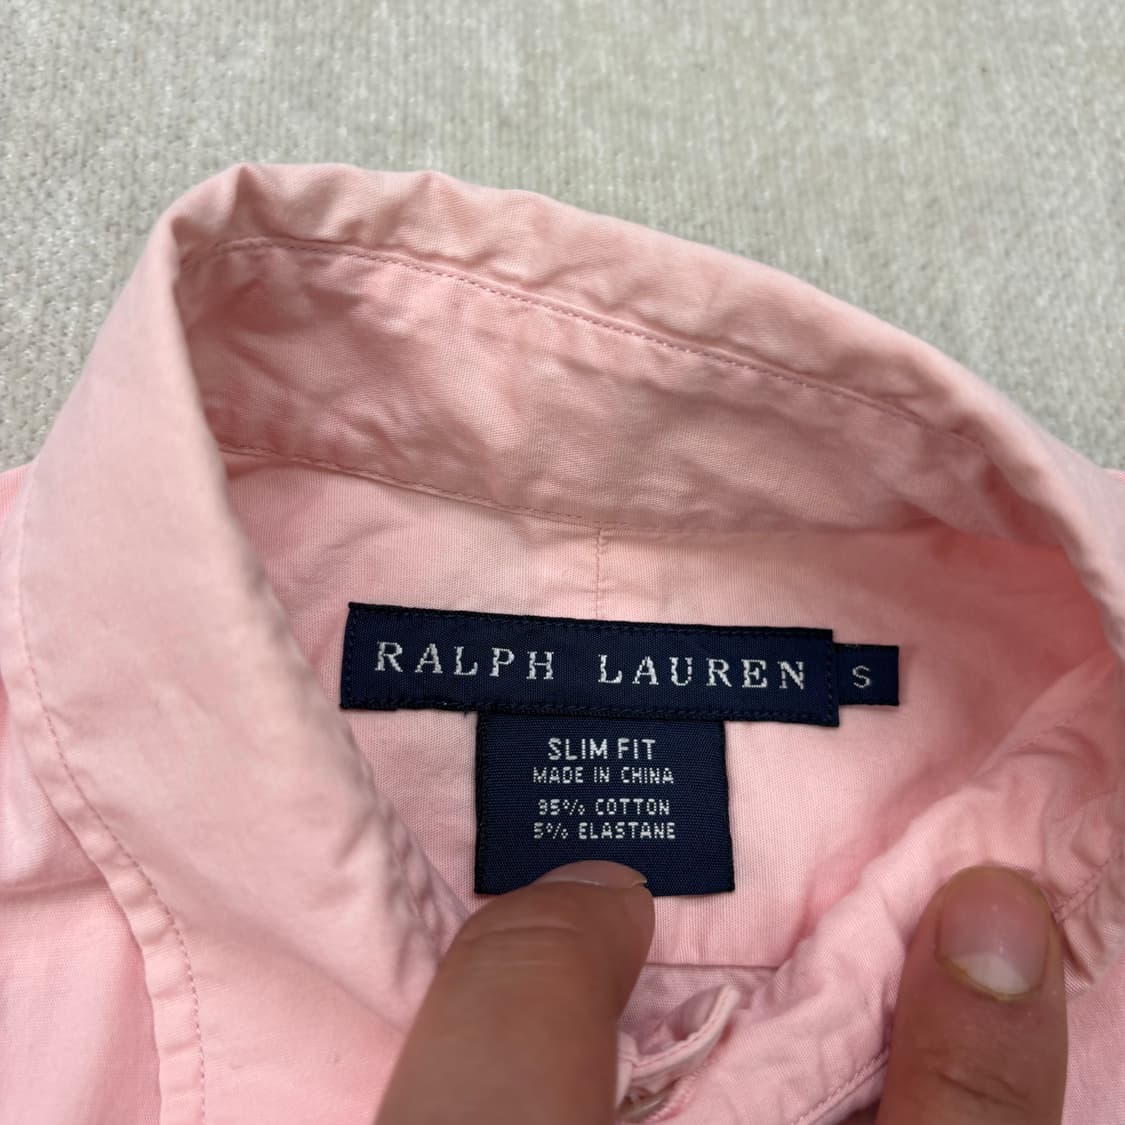 RALPH LAUREN S
SLIM FIT
MADE IN CHINA
95% COTTON
5% ELASTANE